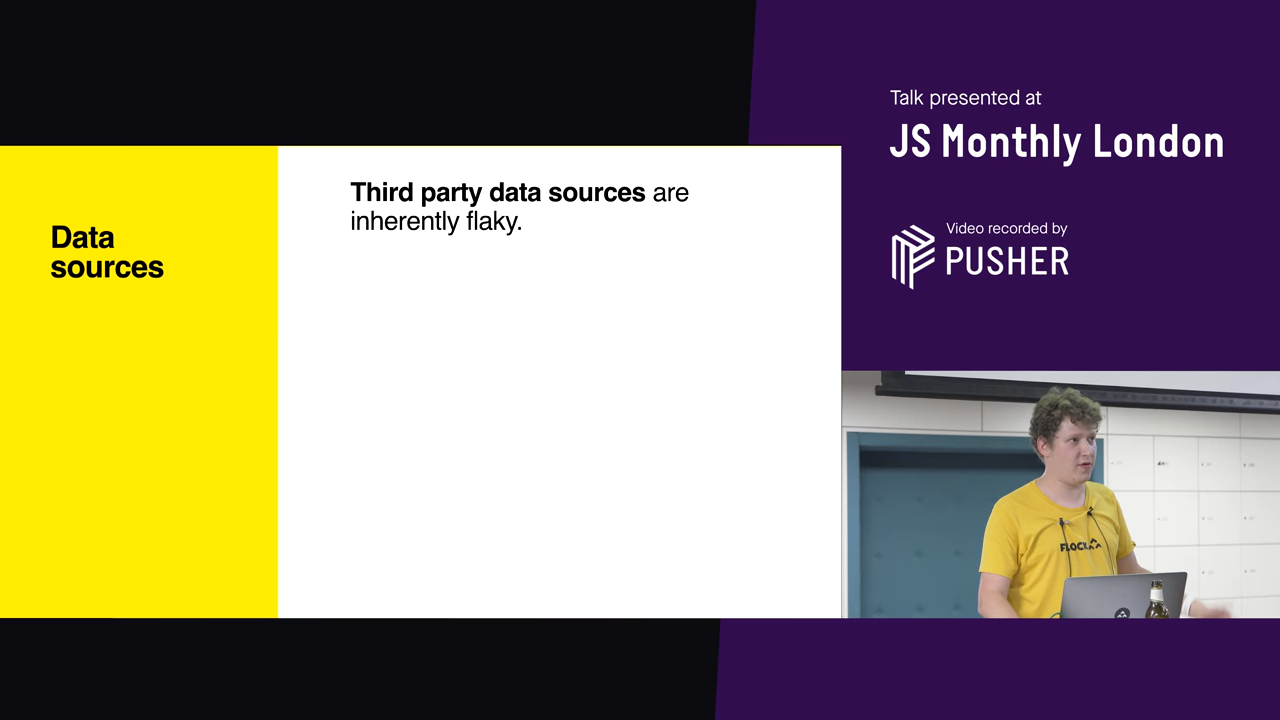 Data
sources
Third party data sources are
inherently flaky.
Talk presented at
JS Monthly London
Video recorded by
PUSHER
FLOCK